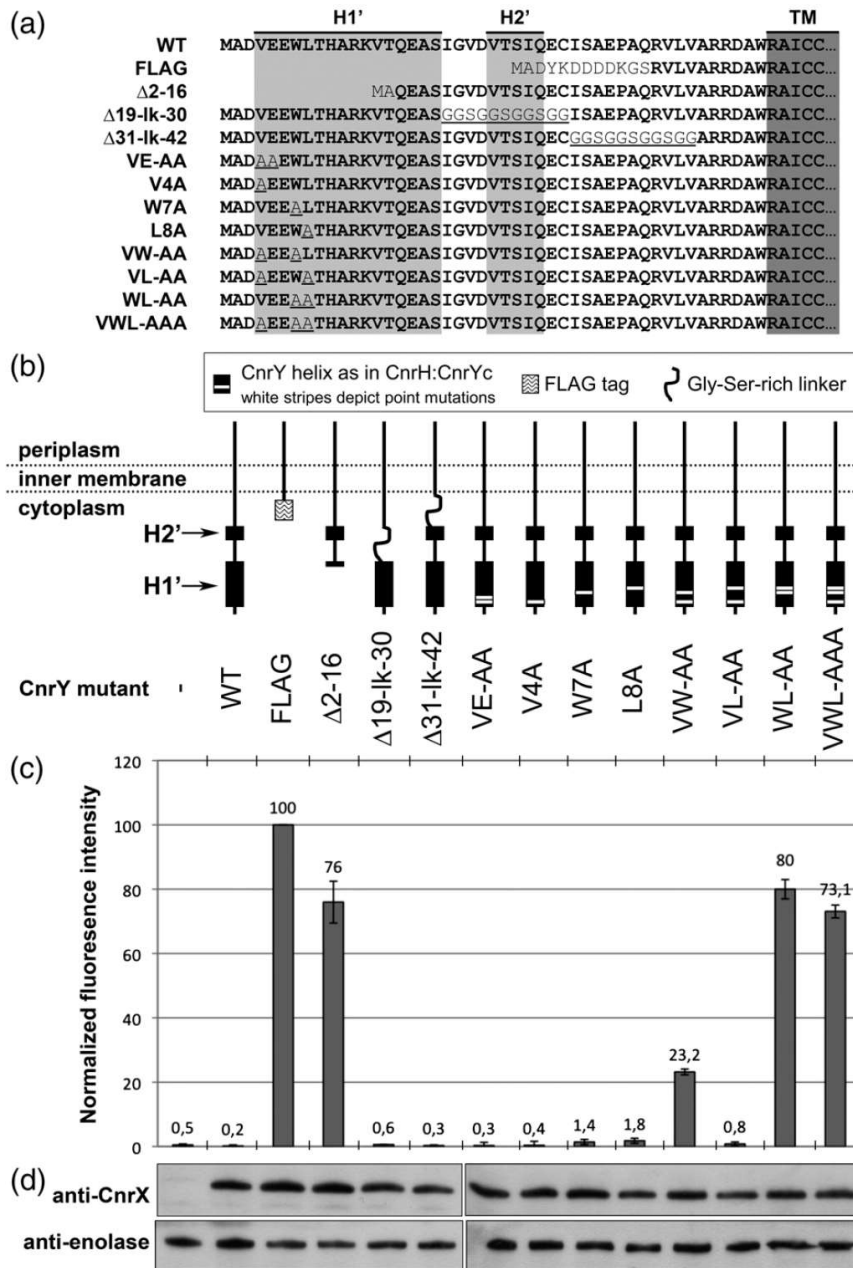 (a)
H1' H2' TM
WT MADVEEWLTHARKVTQEASIGVDVTSIQECISAEPAQRVLVARRDAWRAICC...
FLAG MADYKDDDDKGSRVLVARRDAWRAICC...
Δ2-16 MAQEASIGVDVTSIQECISAEPAQRVLVARRDAWRAICC...
Δ19-lk-30 MADVEEWLTHARKVTQEASGGSGGSGGSGGECISAEPAQRVLVARRDAWRAICC...
Δ31-lk-42 MADVEEWLTHARKVTQEASIGVDVTSIQECGGSGGSGGSGGARRDAWRAICC...
VE-AA MADAAEWLTHARKVTQEASIGVDVTSIQECISAEPAQRVLVARRDAWRAICC...
V4A MADAEEWLTHARKVTQEASIGVDVTSIQECISAEPAQRVLVARRDAWRAICC...
W7A MADVEEALTHARKVTQEASIGVDVTSIQECISAEPAQRVLVARRDAWRAICC...
L8A MADVEEWATHARKVTQEASIGVDVTSIQECISAEPAQRVLVARRDAWRAICC...
VW-AA MADAEEALTHARKVTQEASIGVDVTSIQECISAEPAQRVLVARRDAWRAICC...
VL-AA MADAEEWATHARKVTQEASIGVDVTSIQECISAEPAQRVLVARRDAWRAICC...
WL-AA MADVEEAATHARKVTQEASIGVDVTSIQECISAEPAQRVLVARRDAWRAICC...
VWL-AAA MADAEEAATHARKVTQEASIGVDVTSIQECISAEPAQRVLVARRDAWRAICC...
(b)
CnrY helix as in CnrH:CnrYc
white stripes depict point mutations
FLAG tag
Gly-Ser-rich linker
periplasm
inner membrane
cytoplasm
H2'
H1'
CnrY mutant - WT FLAG Δ2-16 Δ19-lk-30 Δ31-lk-42 VE-AA V4A W7A L8A VW-AA VL-AA WL-AA VWL-AAA
(c)
Normalized fluoresence intensity
120
100
80
60
40
20
0
0,5 0,2 100 76 0,6 0,3 0,3 0,4 1,4 1,8 23,2 0,8 80 73,1
(d)
anti-CnrX
anti-enolase